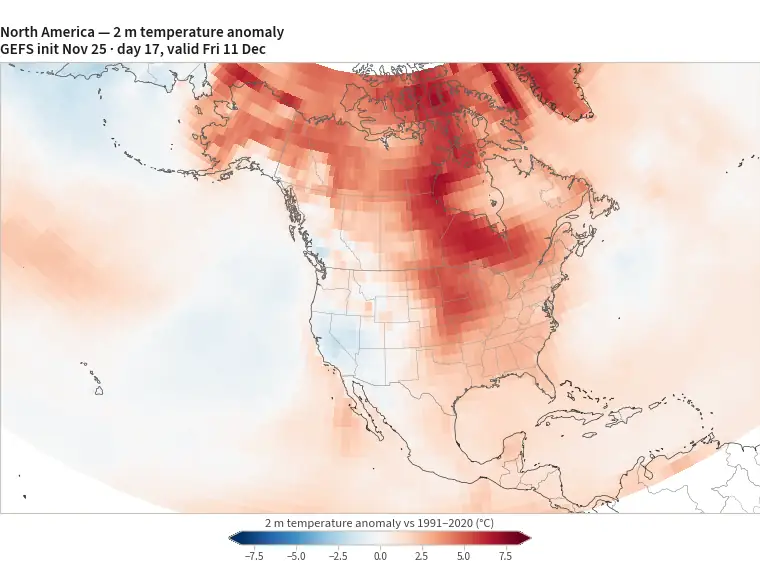 North America — 2 m temperature anomaly
GEFS init Nov 25 · day 17, valid Fri 11 Dec
2 m temperature anomaly vs 1991–2020 (°C)
−7.5 −5.0 −2.5 0.0 2.5 5.0 7.5